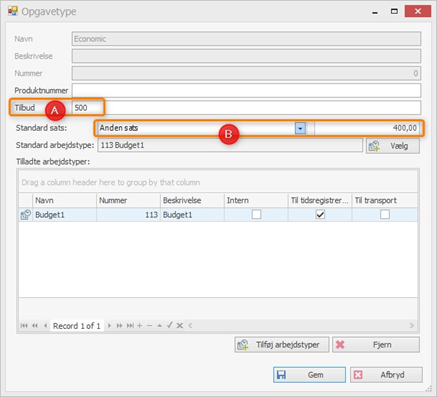 Opgavetype
Navn Economic
Beskrivelse
Nummer 0
Produktnummer
Tilbud A 500
Standard sats: Anden sats B 400,00
Standard arbejdstype: 113 Budget1 Vælg
Tilladte arbejdstyper:
Drag a column header here to group by that column
Navn Nummer Beskrivelse Intern Til tidsregistrer... Til transport
Budget1 113 Budget1
Record 1 of 1
Tilføj arbejdstyper Fjern
Gem Afbryd